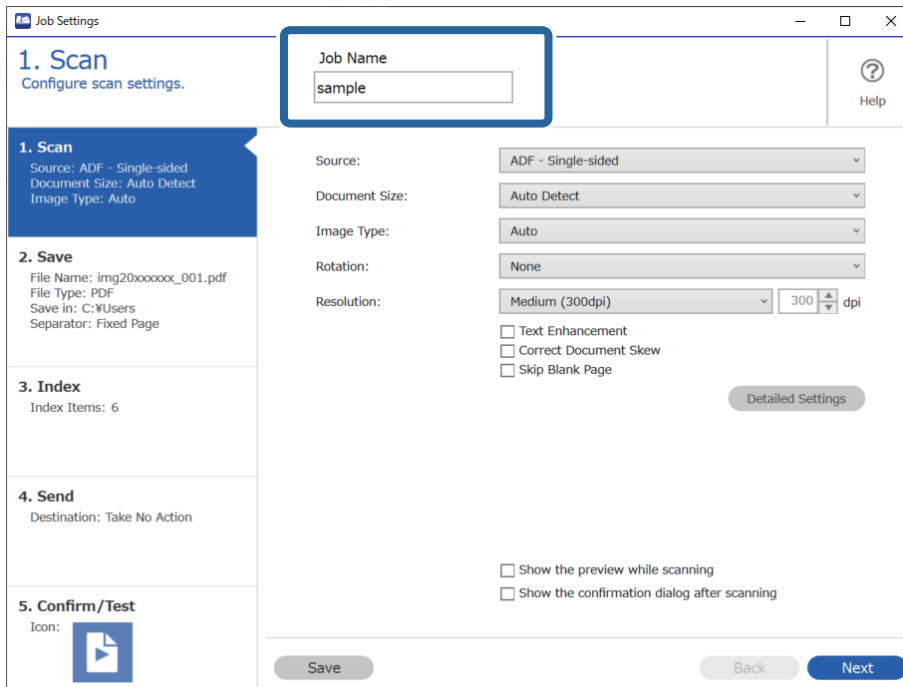 Job Settings
1. Scan
Configure scan settings.
Job Name
sample
Help
1. Scan
Source: ADF - Single-sided
Document Size: Auto Detect
Image Type: Auto
2. Save
File Name: img20xxxxxx_001.pdf
File Type: PDF
Save in: C:¥Users
Separator: Fixed Page
3. Index
Index Items: 6
4. Send
Destination: Take No Action
5. Confirm/Test
Icon:
Source: ADF - Single-sided
Document Size: Auto Detect
Image Type: Auto
Rotation: None
Resolution: Medium (300dpi) 300 dpi
Text Enhancement
Correct Document Skew
Skip Blank Page
Detailed Settings
Show the preview while scanning
Show the confirmation dialog after scanning
Save Back Next